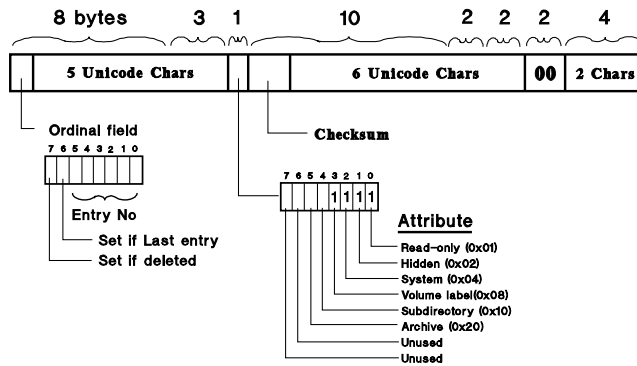 8 bytes 3 1 10 2 2 2 4
5 Unicode Chars 6 Unicode Chars 00 2 Chars
Ordinal field
Checksum
7 6 5 4 3 2 1 0
Entry No
Set if Last entry
Set if deleted
7 6 5 4 3 2 1 0
1 1 1 1
Attribute
Read-only (0x01)
Hidden (0x02)
System (0x04)
Volume label(0x08)
Subdirectory (0x10)
Archive (0x20)
Unused
Unused